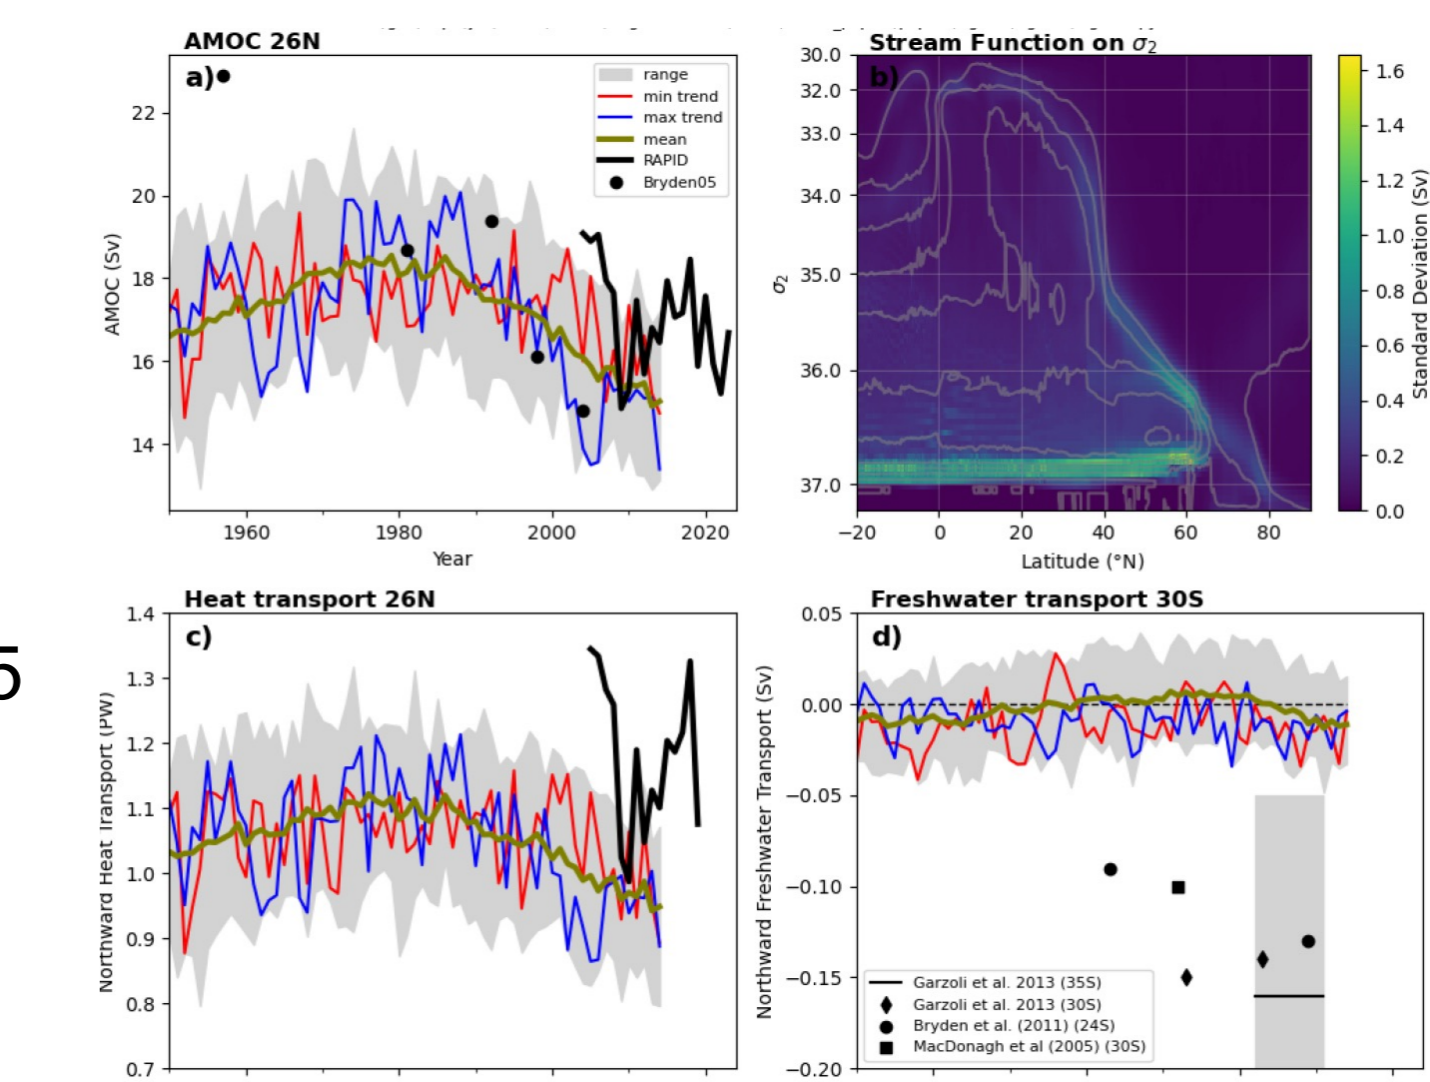 AMOC 26N
a)
range
min trend
max trend
mean
RAPID
Bryden05
22
20
18
16
14
AMOC (Sv)
1960 1980 2000 2020
Year
Stream Function on σ₂
b)
30.0
32.0
33.0
34.0
35.0
36.0
37.0
σ₂
−20 0 20 40 60 80
Latitude (°N)
1.6
1.4
1.2
1.0
0.8
0.6
0.4
0.2
0.0
Standard Deviation (Sv)
5
Heat transport 26N
c)
1.4
1.3
1.2
1.1
1.0
0.9
0.8
0.7
Northward Heat Transport (PW)
Freshwater transport 30S
d)
0.05
0.00
−0.05
−0.10
−0.15
−0.20
Northward Freshwater Transport (Sv)
Garzoli et al. 2013 (35S)
Garzoli et al. 2013 (30S)
Bryden et al. (2011) (24S)
MacDonagh et al (2005) (30S)